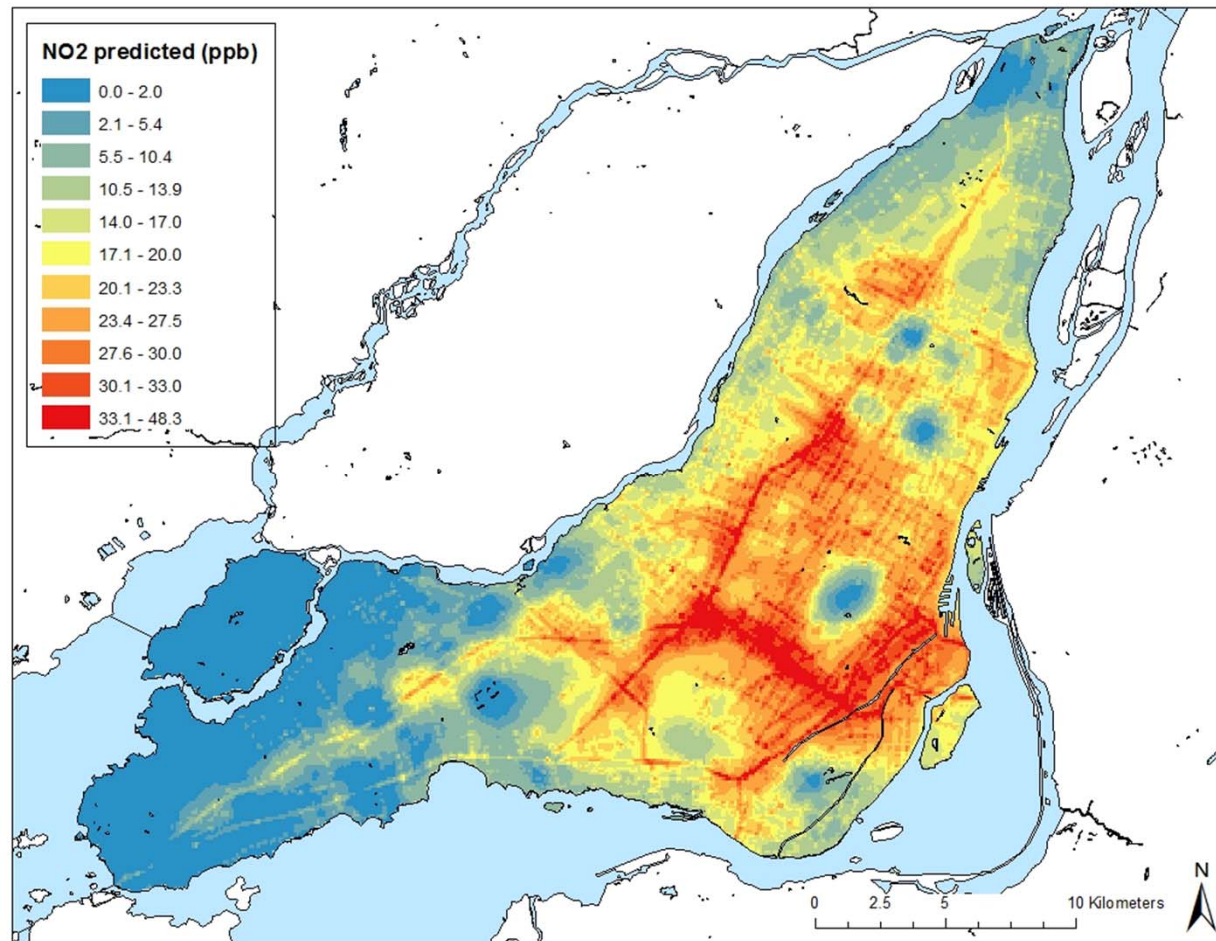 NO2 predicted (ppb)
0.0 - 2.0
2.1 - 5.4
5.5 - 10.4
10.5 - 13.9
14.0 - 17.0
17.1 - 20.0
20.1 - 23.3
23.4 - 27.5
27.6 - 30.0
30.1 - 33.0
33.1 - 48.3
N
0 2.5 5 10 Kilometers